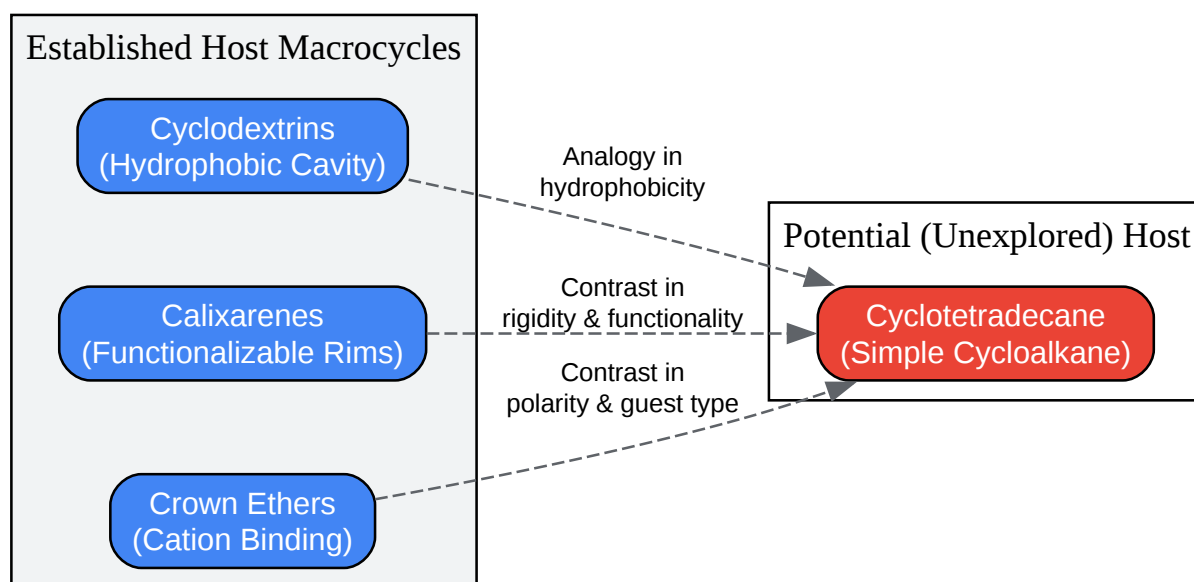 Established Host Macrocycles
Cyclodextrins
(Hydrophobic Cavity)
Analogy in
hydrophobicity
Potential (Unexplored) Host
Calixarenes
(Functionalizable Rims)
Contrast in
rigidity & functionality
Cyclotetradecane
(Simple Cycloalkane)
Contrast in
polarity & guest type
Crown Ethers
(Cation Binding)